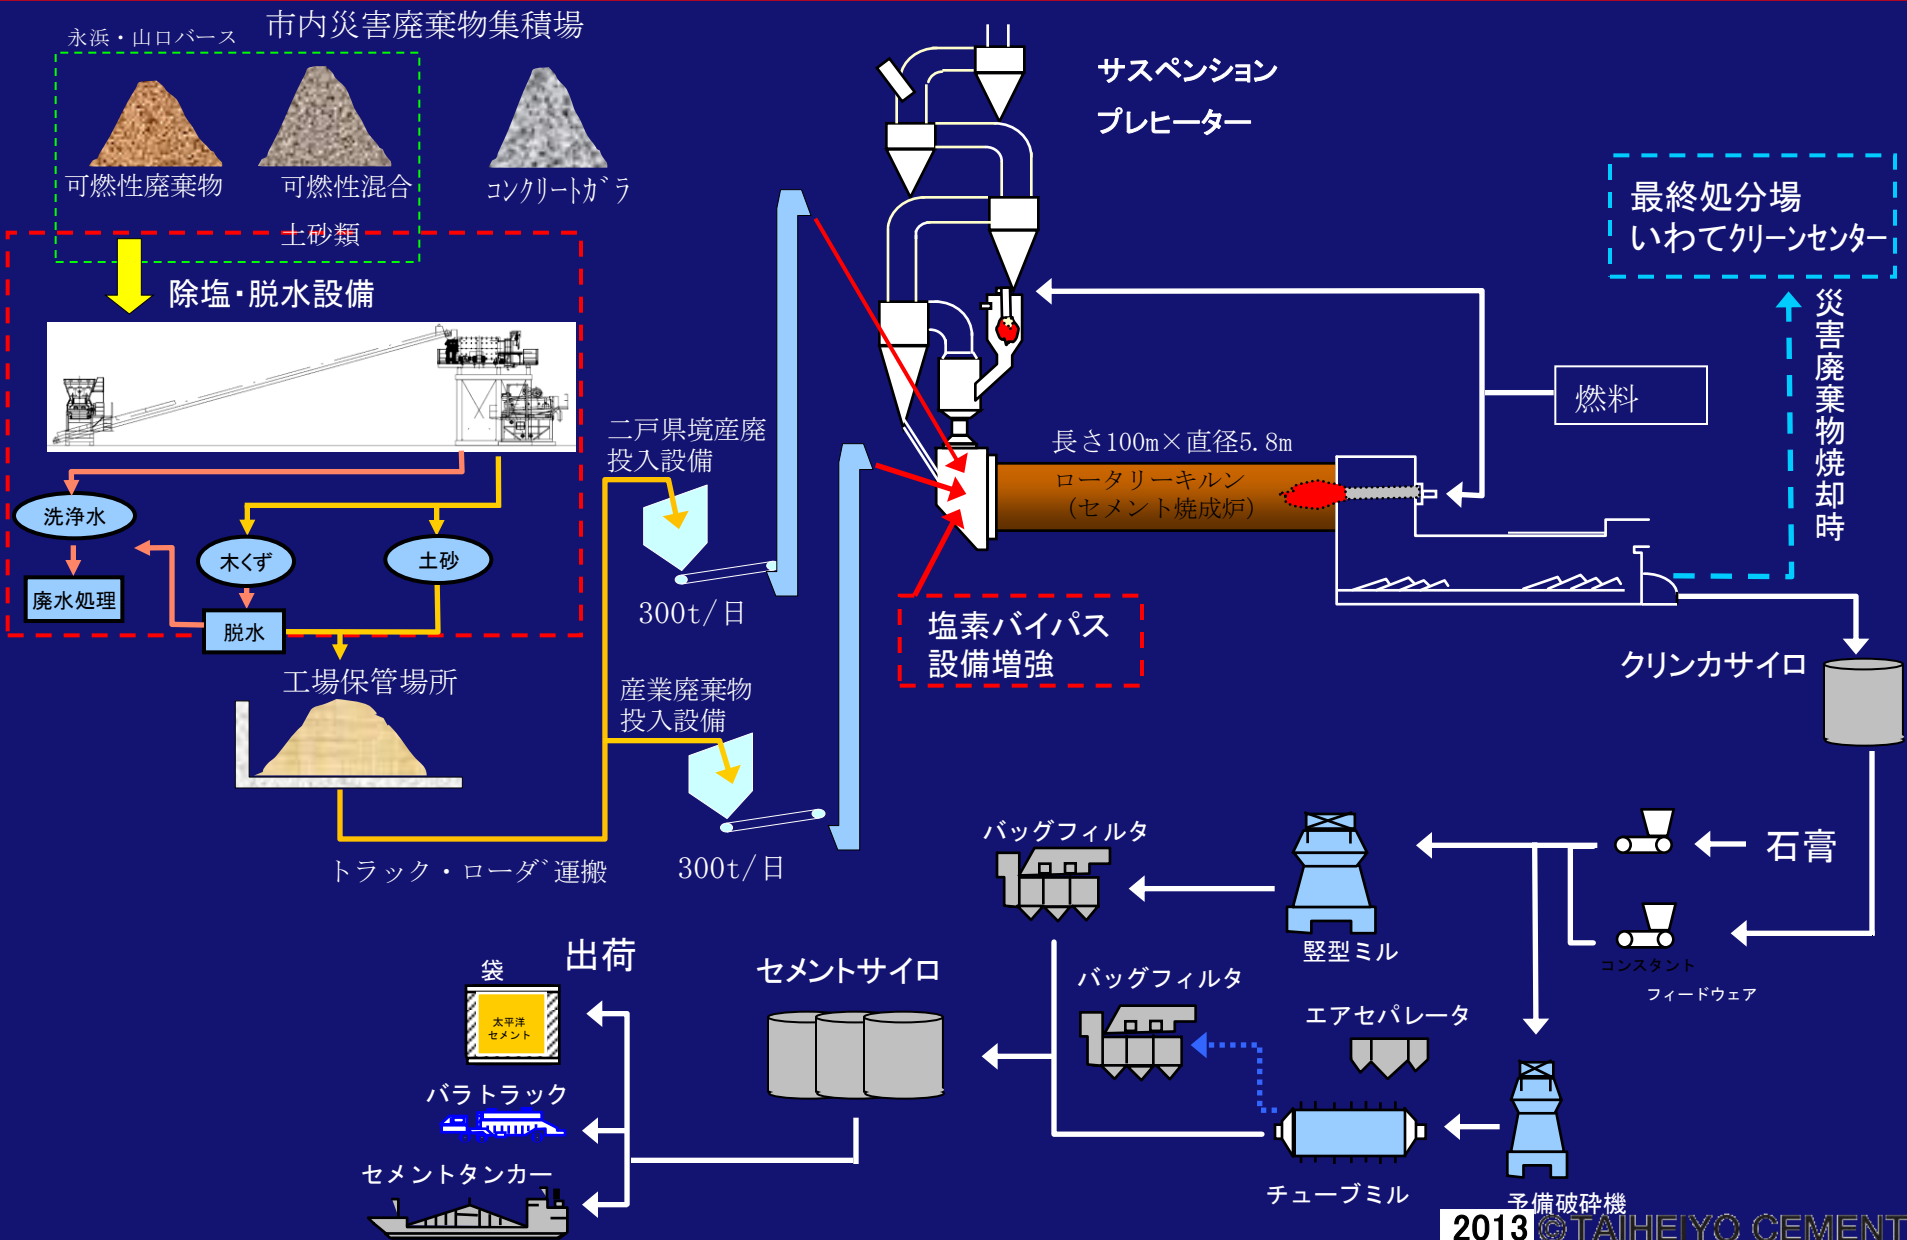 市内災害廃棄物集積場
永浜・山口バース
可燃性廃棄物
可燃性混合
土砂類
コンクリートガラ
除塩・脱水設備
洗浄水
廃水処理
木くず
土砂
脱水
工場保管場所
トラック・ローダ運搬
二戸県境産廃
投入設備
300t/日
産業廃棄物
投入設備
300t/日
サスペンション
プレヒーター
長さ100m×直径5.8m
ロータリーキルン
（セメント焼成炉）
塩素バイパス
設備増強
燃料
最終処分場
いわてクリーンセンター
災害廃棄物焼却時
クリンカサイロ
石膏
コンスタント
フィードウェア
竪型ミル
バッグフィルタ
バッグフィルタ
エアセパレータ
チューブミル
予備破砕機
セメントサイロ
出荷
袋
太平洋
セメント
バラトラック
セメントタンカー
2013 ©TAIHEIYO CEMENT